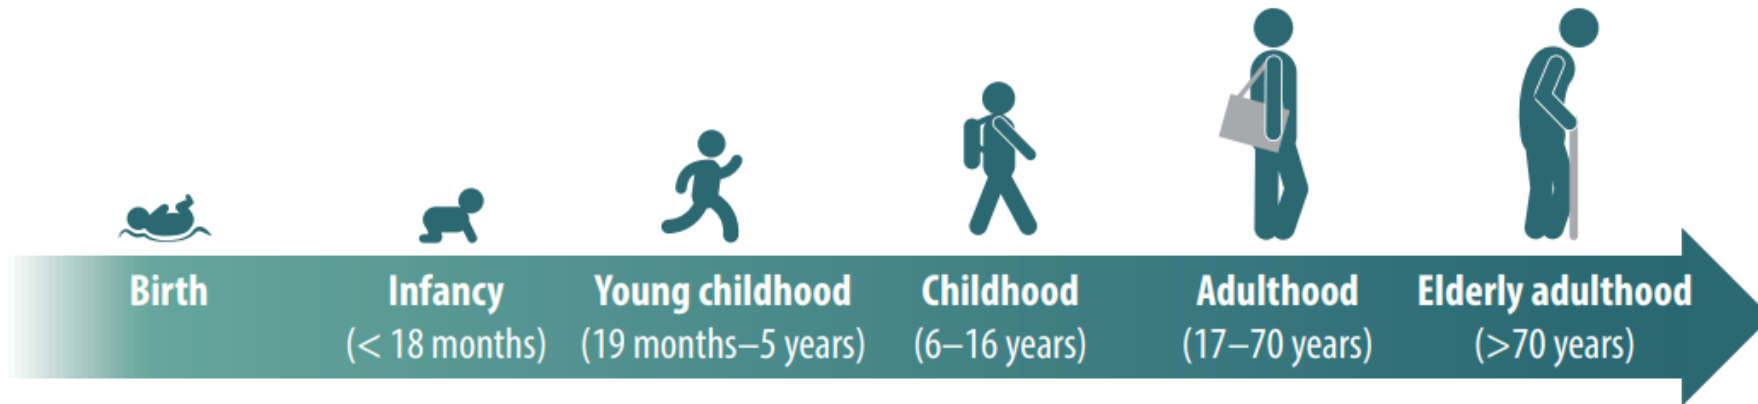 Birth
Infancy
(< 18 months)
Young childhood
(19 months–5 years)
Childhood
(6–16 years)
Adulthood
(17–70 years)
Elderly adulthood
(>70 years)